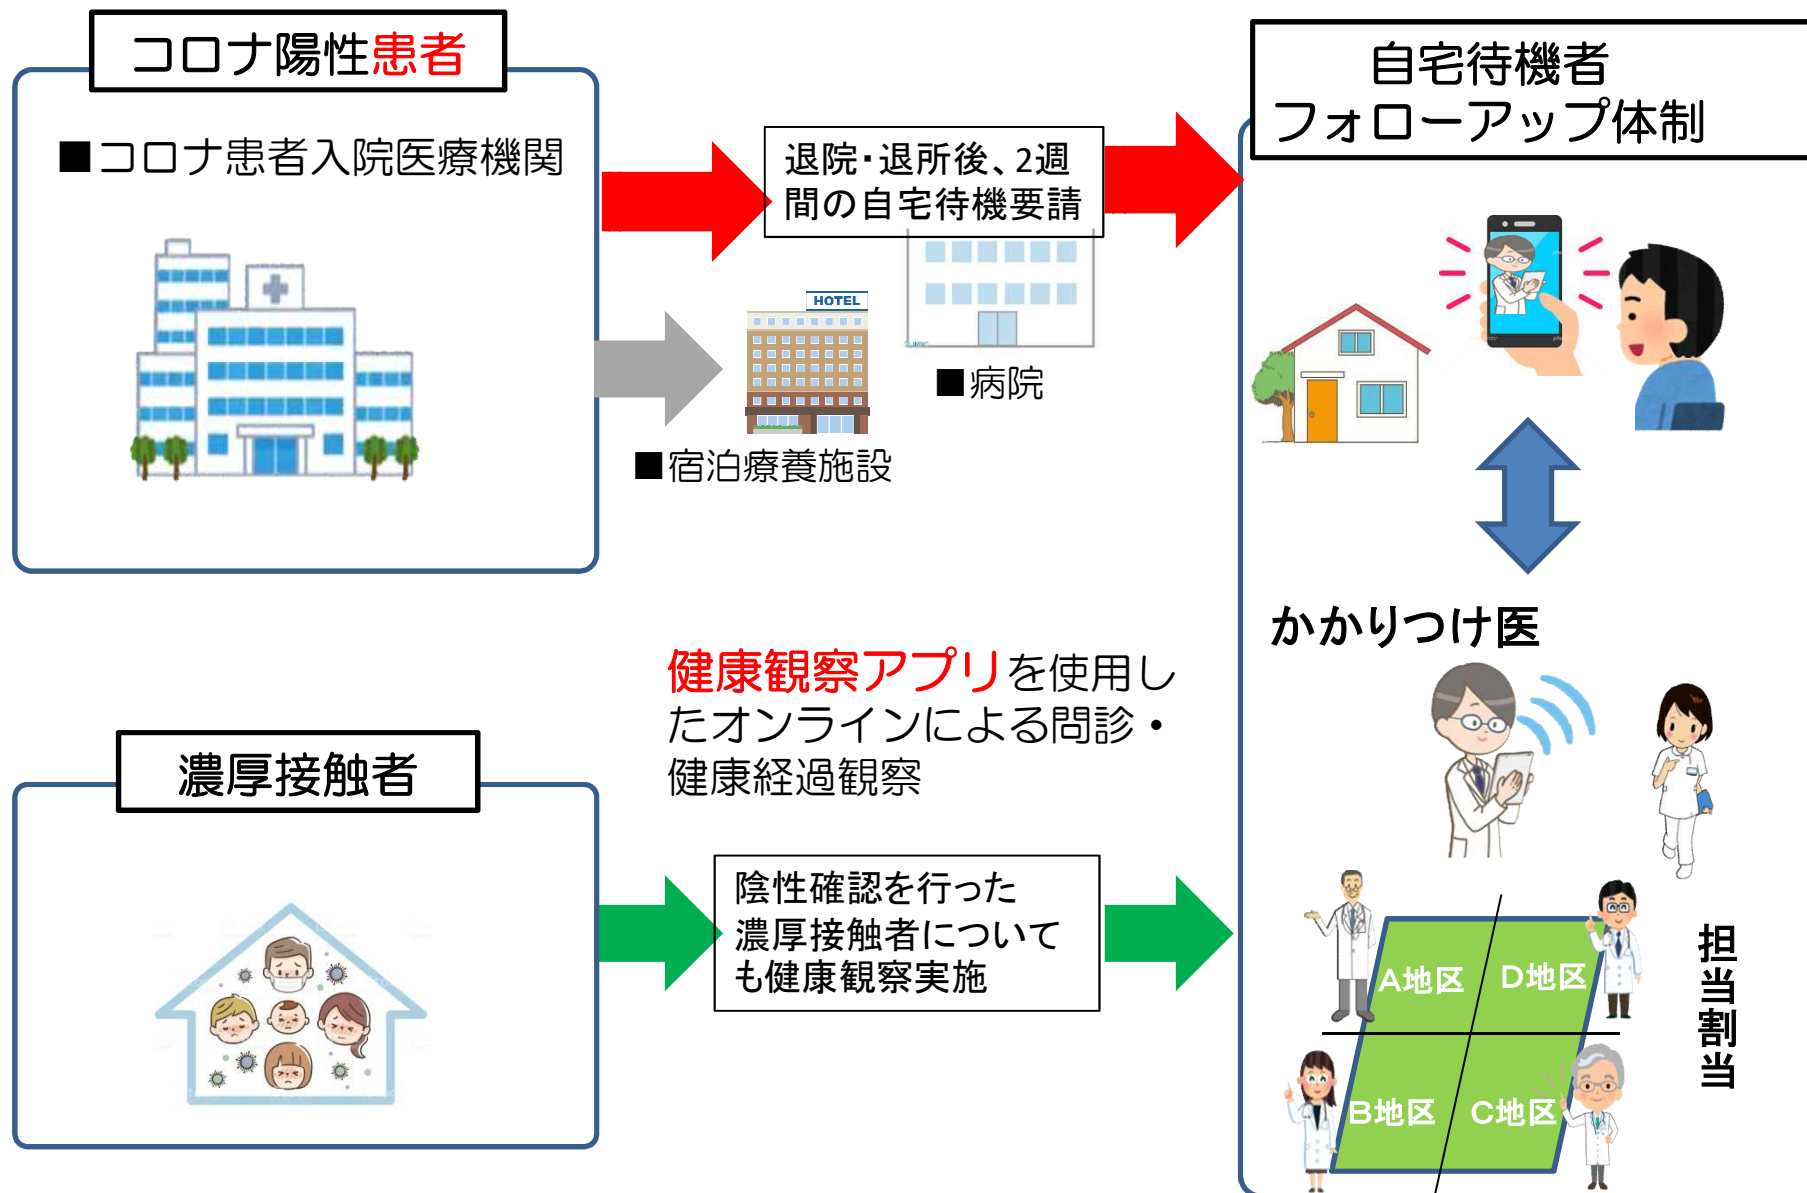 コロナ陽性患者
■コロナ患者入院医療機関
退院・退所後、2週
間の自宅待機要請
HOTEL
■病院
■宿泊療養施設
自宅待機者
フォローアップ体制
かかりつけ医
健康観察アプリを使用し
たオンラインによる問診・
健康経過観察
濃厚接触者
陰性確認を行った
濃厚接触者について
も健康観察実施
A地区
D地区
B地区
C地区
担当割当